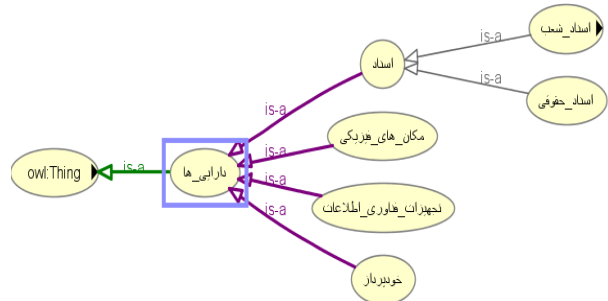 اسناد_شعب
is-a
اسناد
is-a
اسناد_حقوقی
is-a
مکان_های_فیزیکی
is-a
owl:Thing
is-a
دارایی_ها
is-a
تجهیزات_فناوری_اطلاعات
is-a
خودپرداز